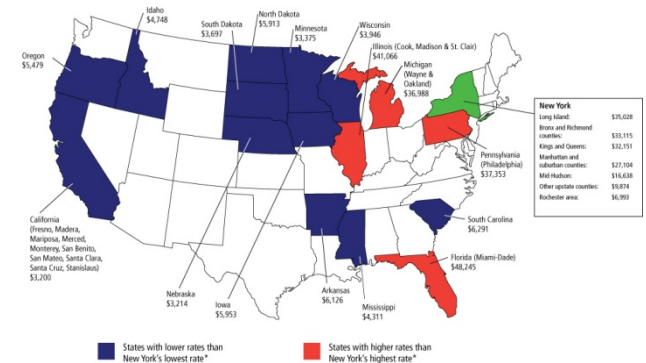 Idaho
$4,748
North Dakota
$5,913
South Dakota
$3,697
Minnesota
$3,375
Wisconsin
$3,946
Illinois (Cook, Madison & St. Clair)
$41,066
Michigan
(Wayne &
Oakland)
$36,988
Oregon
$5,479
New York
Long Island: $35,028
Bronx and Richmond
counties: $33,115
Kings and Queens: $32,151
Manhattan and
suburban counties: $27,104
Mid-Hudson: $16,638
Other upstate counties: $9,874
Rochester area: $6,993
Pennsylvania
(Philadelphia)
$37,353
South Carolina
$6,291
California
(Fresno, Madera,
Mariposa, Merced,
Monterey, San Benito,
San Mateo, Santa Clara,
Santa Cruz, Stanislaus)
$3,200
Florida (Miami-Dade)
$48,245
Nebraska
$3,214
Iowa
$5,953
Arkansas
$6,126
Mississippi
$4,311
States with lower rates than
New York's lowest rate*
States with higher rates than
New York's highest rate*